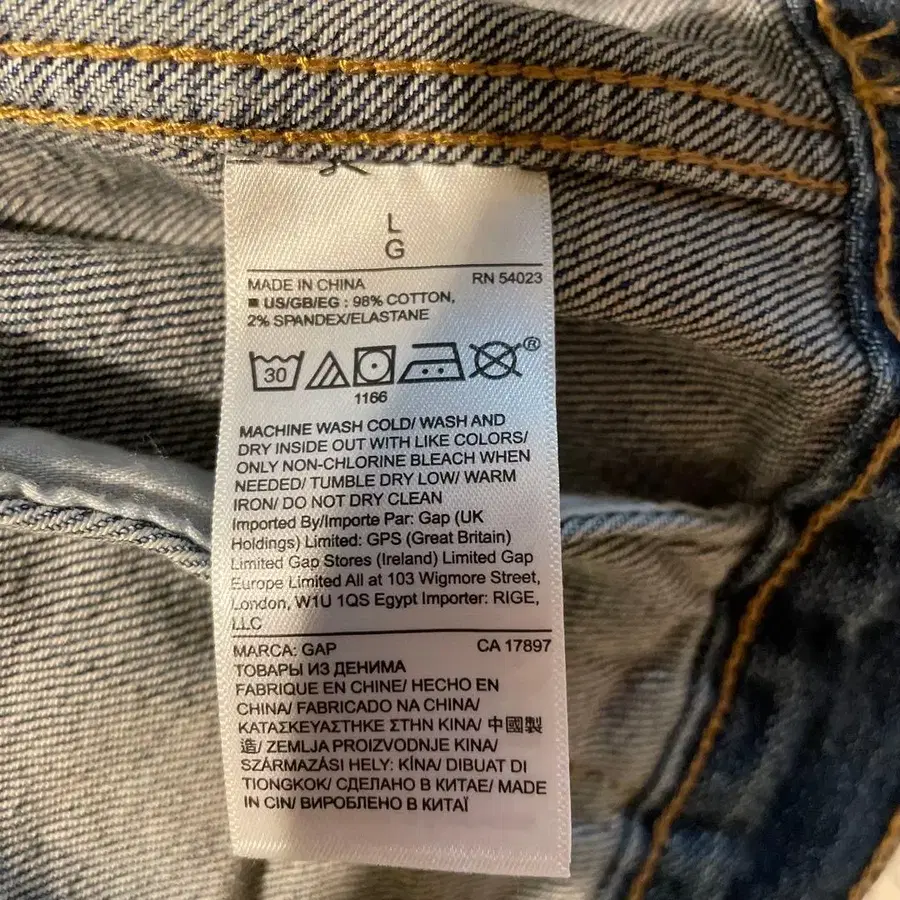 L
G
MADE IN CHINA RN 54023
■ US/GB/EG : 98% COTTON,
2% SPANDEX/ELASTANE
30 ®
1166
MACHINE WASH COLD/ WASH AND
DRY INSIDE OUT WITH LIKE COLORS/
ONLY NON-CHLORINE BLEACH WHEN
NEEDED/ TUMBLE DRY LOW/ WARM
IRON/ DO NOT DRY CLEAN
Imported By/Importe Par: Gap (UK
Holdings) Limited: GPS (Great Britain)
Limited Gap Stores (Ireland) Limited Gap
Europe Limited All at 103 Wigmore Street,
London, W1U 1QS Egypt Importer: RIGE,
LLC
MARCA: GAP CA 17897
ТОВАРЫ ИЗ ДЕНИМА
FABRIQUE EN CHINE/ HECHO EN
CHINA/ FABRICADO NA CHINA/
ΚΑΤΑΣΚΕΥΑΣΤΗΚΕ ΣΤΗΝ ΚΙΝΑ/ 中國製
造/ ZEMLJA PROIZVODNJE KINA/
SZÁRMAZÁSI HELY: KÍNA/ DIBUAT DI
TIONGKOK/ СДЕЛАНО В КИТАЕ/ MADE
IN CIN/ ВИРОБЛЕНО В КИТАЇ